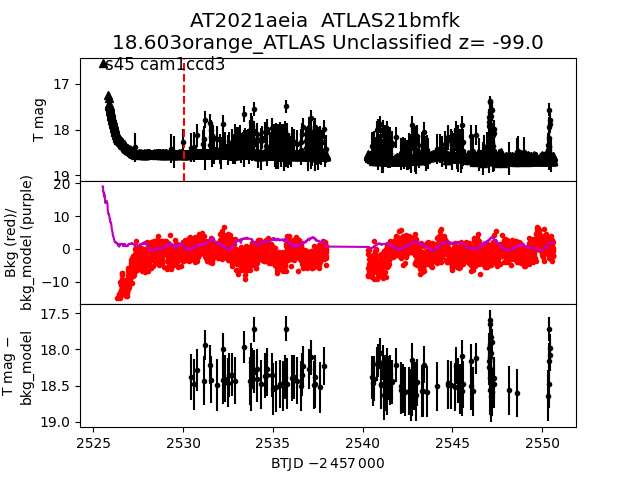 AT2021aeia  ATLAS21bmfk
18.603orange_ATLAS Unclassified z= -99.0
s45 cam1ccd3
T mag
17
18
19
Bkg (red)/
bkg_model (purple)
20
10
0
−10
T mag −
bkg_model
17.5
18.0
18.5
19.0
2525
2530
2535
2540
2545
2550
BTJD −2 457 000